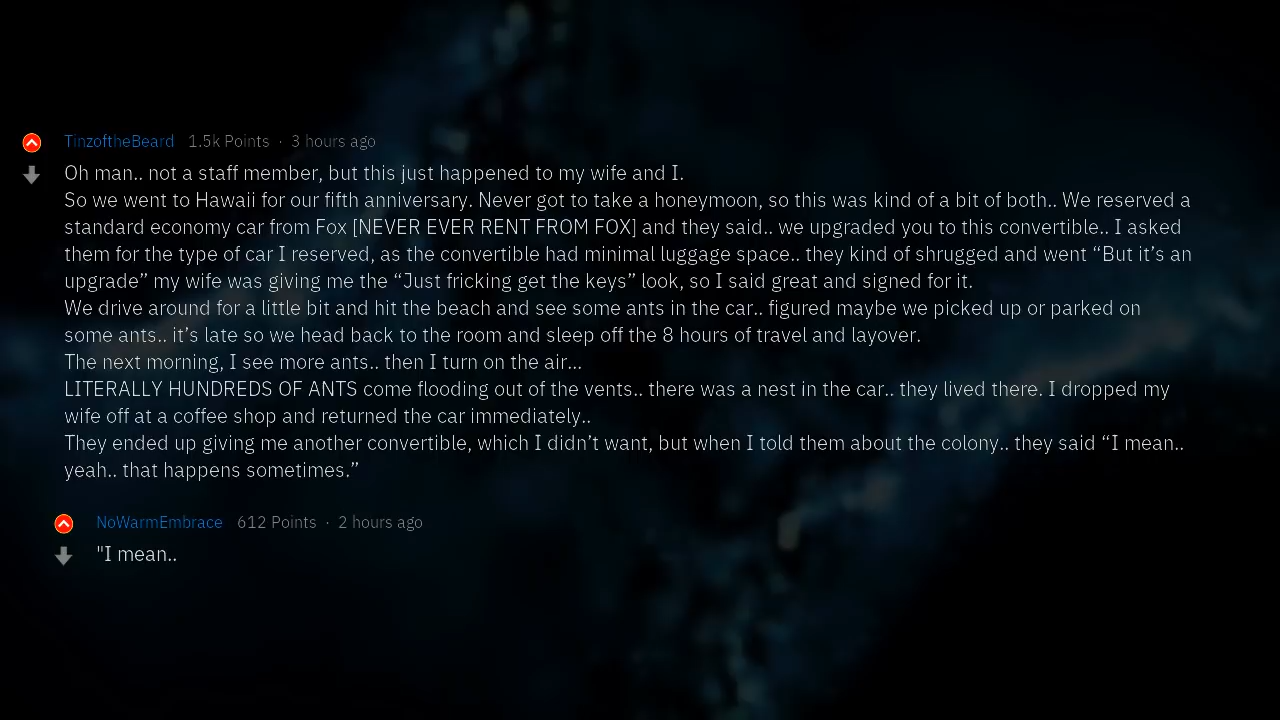 TinzoftheBeard 1.5k Points · 3 hours ago
Oh man.. not a staff member, but this just happened to my wife and I.
So we went to Hawaii for our fifth anniversary. Never got to take a honeymoon, so this was kind of a bit of both.. We reserved a
standard economy car from Fox [NEVER EVER RENT FROM FOX] and they said.. we upgraded you to this convertible.. I asked
them for the type of car I reserved, as the convertible had minimal luggage space.. they kind of shrugged and went “But it’s an
upgrade” my wife was giving me the “Just fricking get the keys” look, so I said great and signed for it.
We drive around for a little bit and hit the beach and see some ants in the car.. figured maybe we picked up or parked on
some ants.. it’s late so we head back to the room and sleep off the 8 hours of travel and layover.
The next morning, I see more ants.. then I turn on the air...
LITERALLY HUNDREDS OF ANTS come flooding out of the vents.. there was a nest in the car.. they lived there. I dropped my
wife off at a coffee shop and returned the car immediately..
They ended up giving me another convertible, which I didn’t want, but when I told them about the colony.. they said “I mean..
yeah.. that happens sometimes.”
NoWarmEmbrace 612 Points · 2 hours ago
"I mean..